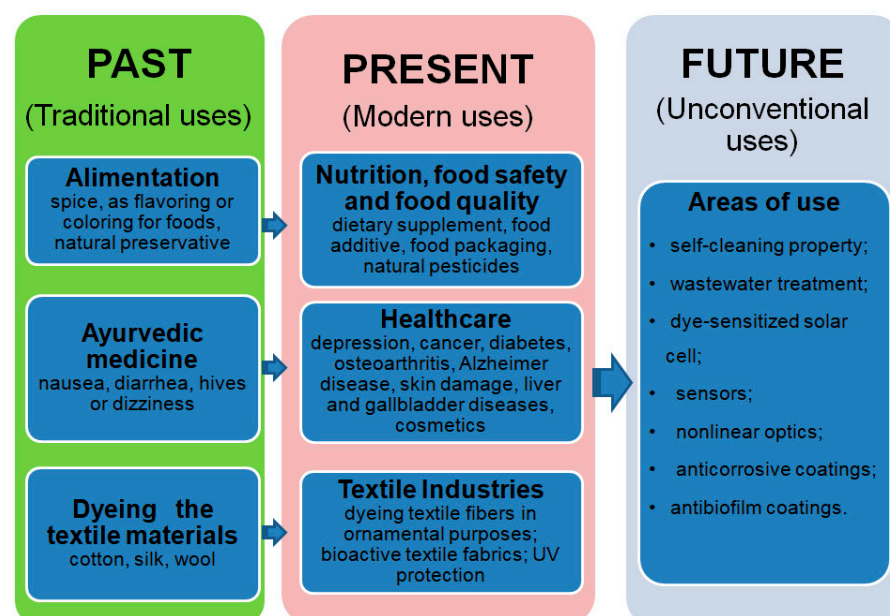 PAST
(Traditional uses)
Alimentation
spice, as flavoring or
coloring for foods,
natural preservative
Ayurvedic
medicine
nausea, diarrhea, hives
or dizziness
Dyeing the
textile materials
cotton, silk, wool
PRESENT
(Modern uses)
Nutrition, food safety
and food quality
dietary supplement, food
additive, food packaging,
natural pesticides
Healthcare
depression, cancer, diabetes,
osteoarthritis, Alzheimer
disease, skin damage, liver
and gallbladder diseases,
cosmetics
Textile Industries
dyeing textile fibers in
ornamental purposes;
bioactive textile fabrics; UV
protection
FUTURE
(Unconventional
uses)
Areas of use
• self-cleaning property;
• wastewater treatment;
• dye-sensitized solar
cell;
• sensors;
• nonlinear optics;
• anticorrosive coatings;
• antibiofilm coatings.